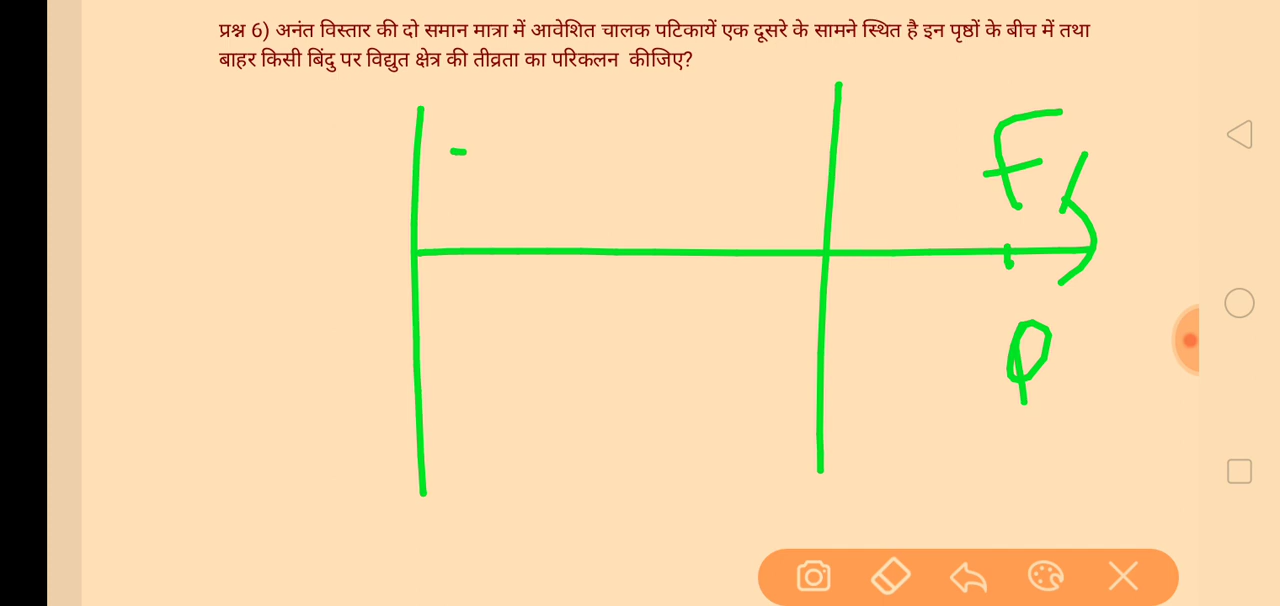 प्रश्न 6) अनंत विस्तार की दो समान मात्रा में आवेशित चालक पटिकायें एक दूसरे के सामने स्थित है इन पृष्ठों के बीच में तथा
बाहर किसी बिंदु पर विद्युत क्षेत्र की तीव्रता का परिकलन कीजिए?
-
P